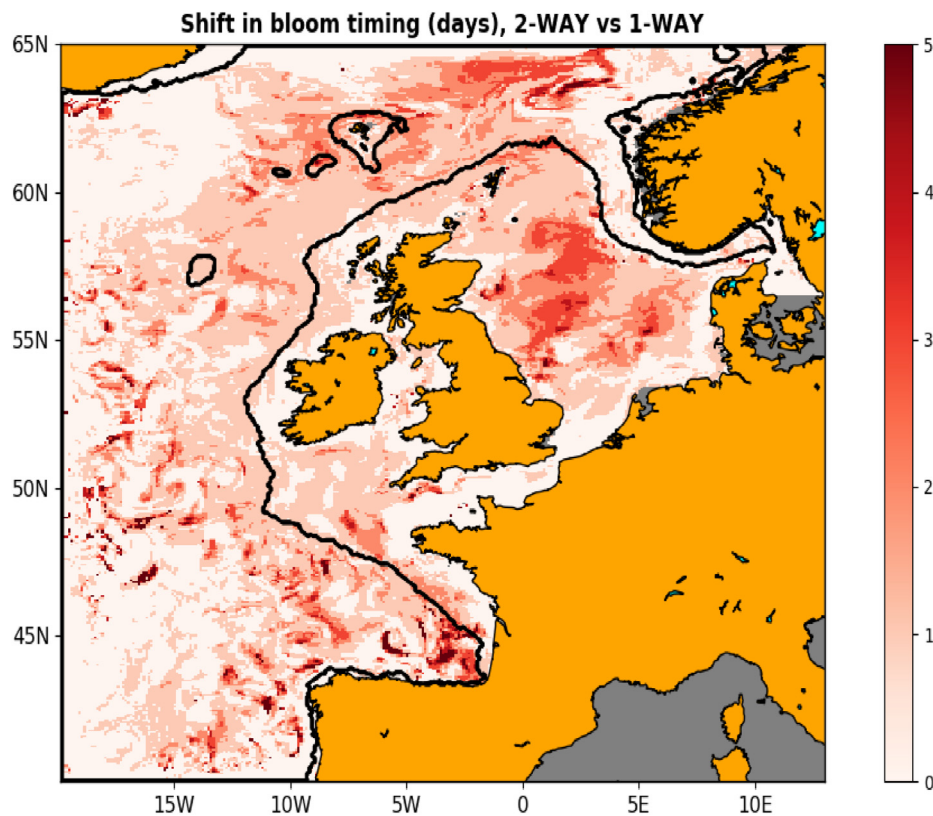 Shift in bloom timing (days), 2-WAY vs 1-WAY
65N
60N
55N
50N
45N
15W 10W 5W 0 5E 10E
5
4
3
2
1
0